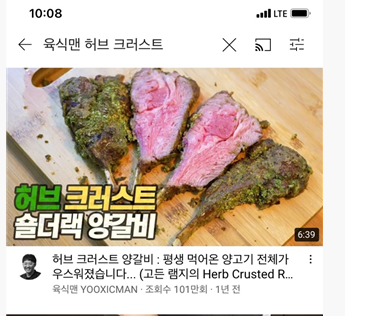 10:08
LTE
육식맨 허브 크러스트
허브 크러스트
숄더랙 양갈비
6:39
허브 크러스트 양갈비 : 평생 먹어온 양고기 전체가
우스워졌습니다... (고든 램지의 Herb Crusted R...
육식맨 YOOXICMAN · 조회수 101만회 · 1년 전